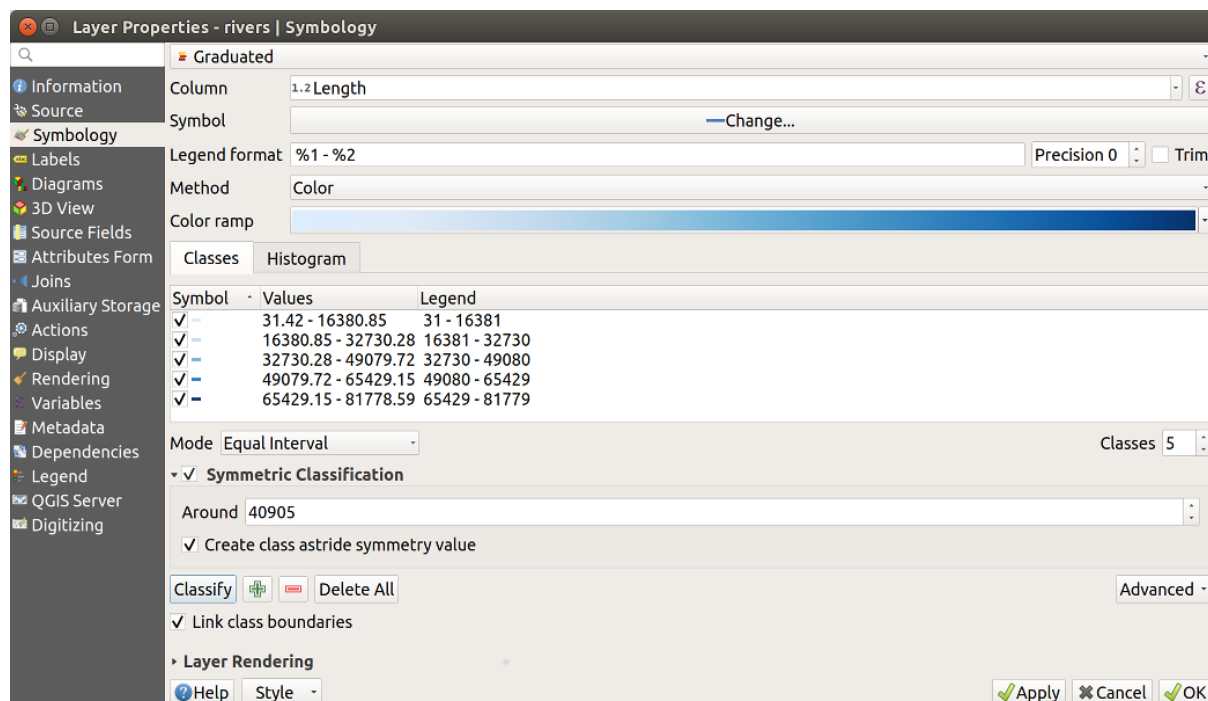 Layer Properties - rivers | Symbology
Information
Source
Symbology
Labels
Diagrams
3D View
Source Fields
Attributes Form
Joins
Auxiliary Storage
Actions
Display
Rendering
Variables
Metadata
Dependencies
Legend
QGIS Server
Digitizing
Graduated
Column 1.2 Length ε
Symbol Change...
Legend format %1 - %2 Precision 0 Trim
Method Color
Color ramp
Classes Histogram
Symbol Values Legend
31.42 - 16380.85 31 - 16381
16380.85 - 32730.28 16381 - 32730
32730.28 - 49079.72 32730 - 49080
49079.72 - 65429.15 49080 - 65429
65429.15 - 81778.59 65429 - 81779
Mode Equal Interval Classes 5
Symmetric Classification
Around 40905
Create class astride symmetry value
Classify Delete All Advanced
Link class boundaries
Layer Rendering
Help Style Apply Cancel OK